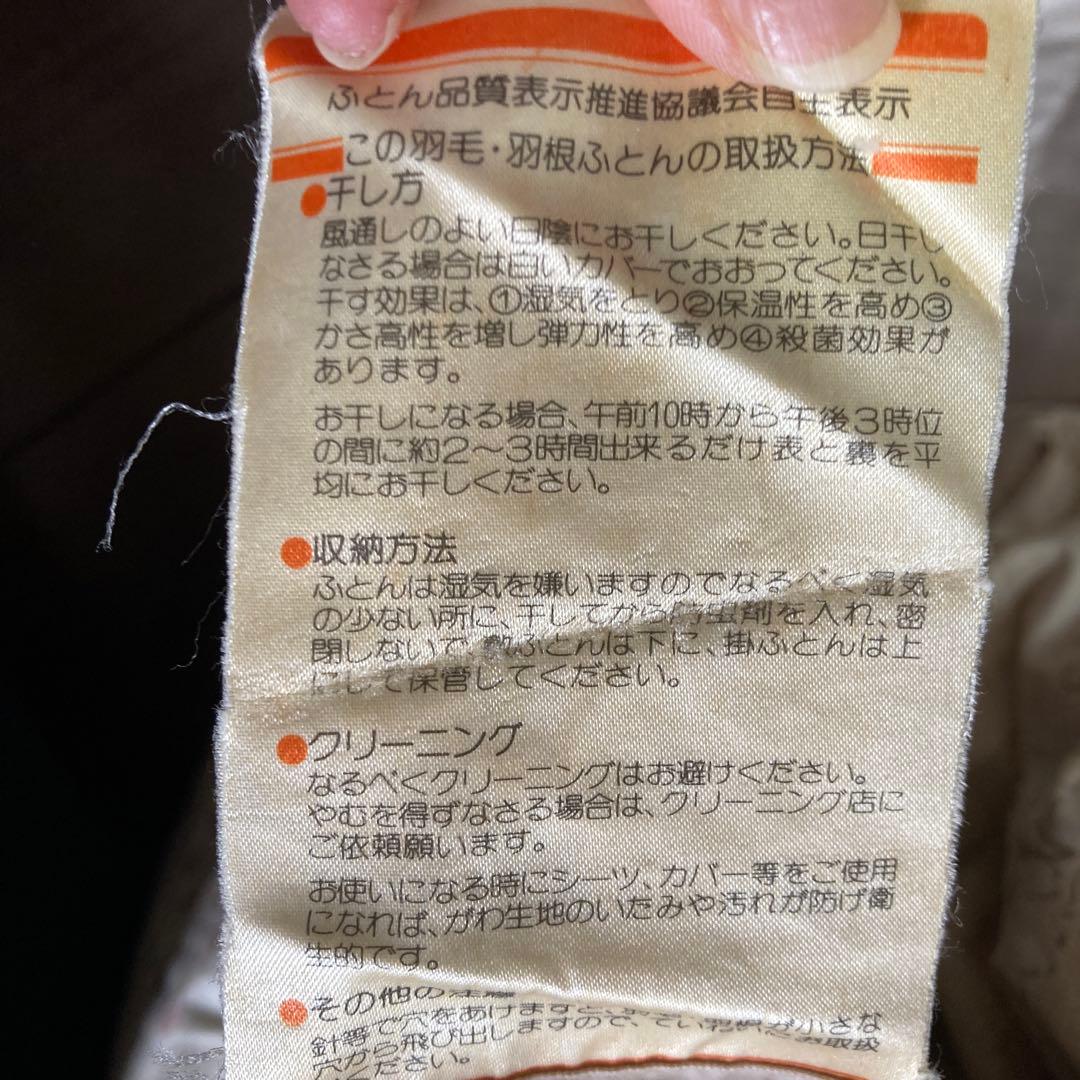 ふとん品質表示推進協議会自主表示
この羽毛・羽根ふとんの取扱方法
●干し方
風通しのよい日陰にお干しください。日干し
なさる場合は白いカバーでおおってください。
干す効果は、①湿気をとり②保温性を高め③
かさ高性を増し弾力性を高め④殺菌効果が
あります。
お干しになる場合、午前10時から午後3時位
の間に約2〜3時間出来るだけ表と裏を平
均にお干しください。
●収納方法
ふとんは湿気を嫌いますのでなるべく湿気
の少ない所に、干してから防虫剤を入れ、密
閉しないで、敷ふとんは下に、掛ふとんは上
にして保管してください。
●クリーニング
なるべくクリーニングはお避けください。
やむを得ずなさる場合は、クリーニング店に
ご依頼願います。
お使いになる時にシーツ、カバー等をご使用
になれば、がわ生地のいたみや汚れが防げ衛
生的です。
●その他の注意
針等で穴をあけますと、小さな
穴から飛び出しますので、お取扱
ください。